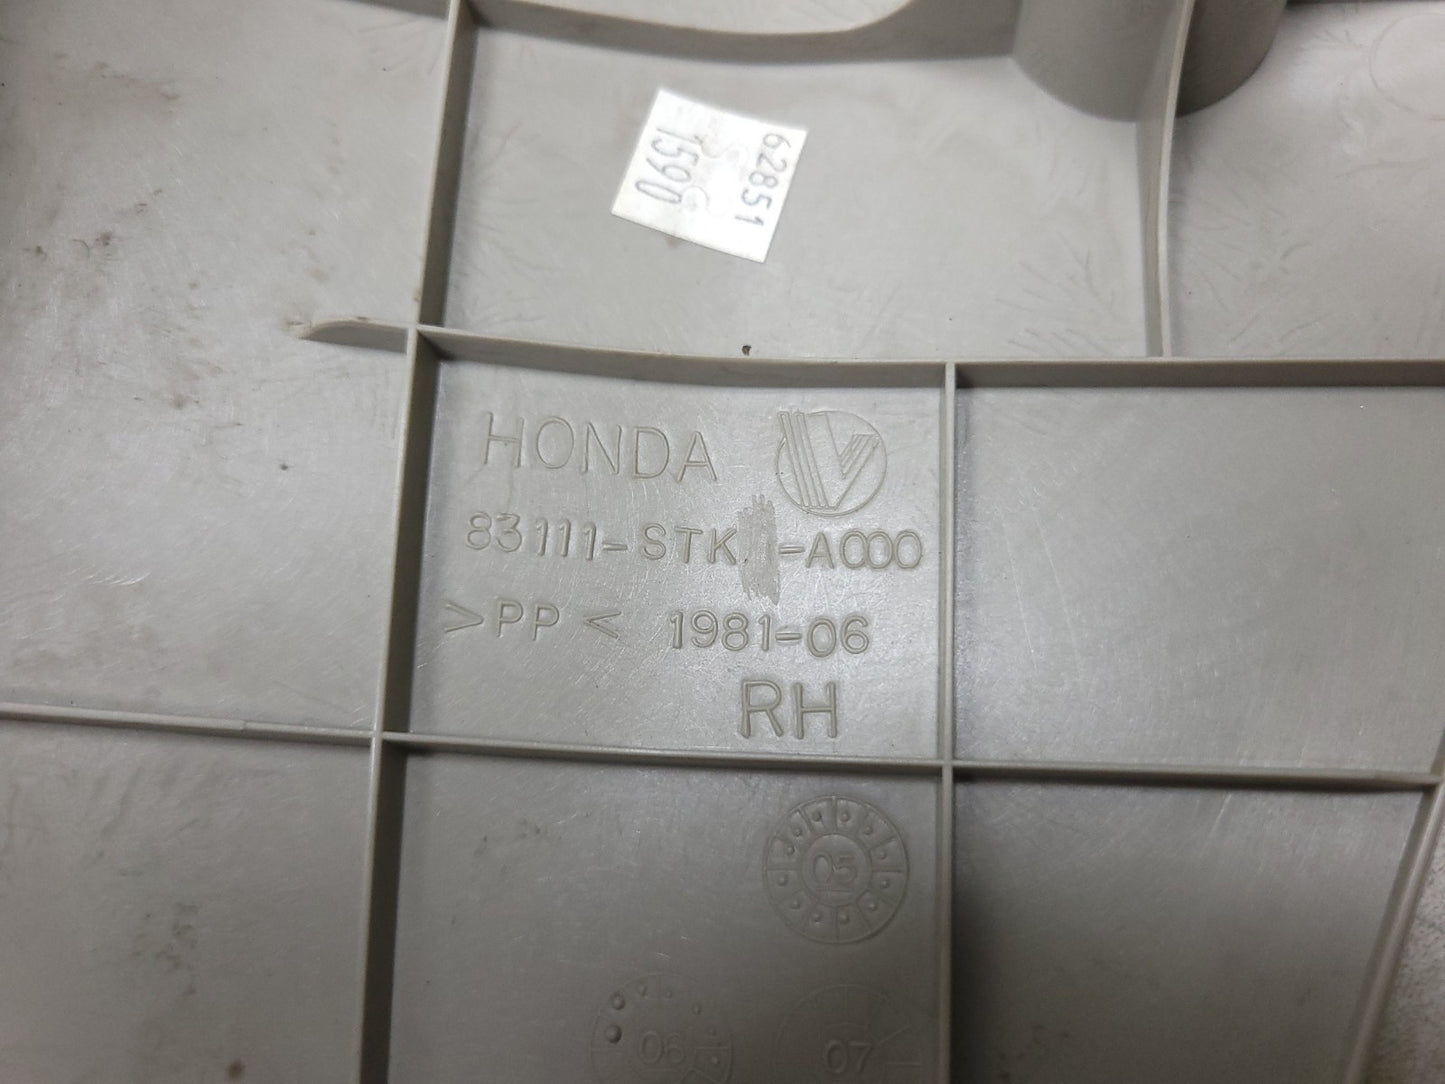 62851
1590
HONDA
83111-STK -A000
>PP< 1981-06
RH
05
06
07